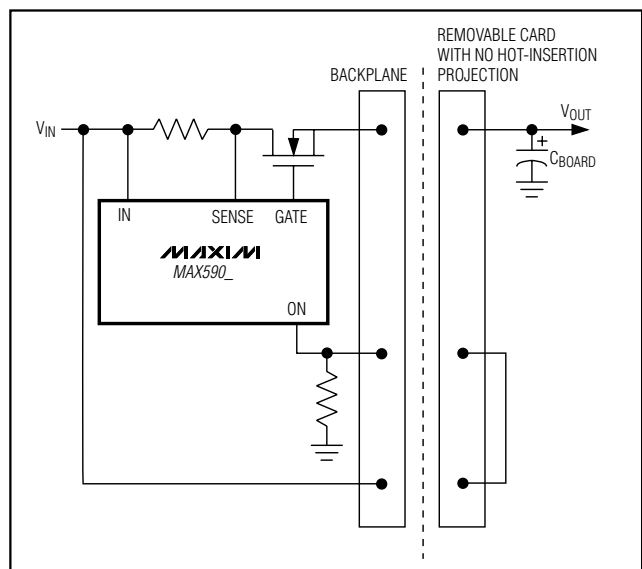 REMOVABLE CARD
WITH NO HOT-INSERTION
PROJECTION
BACKPLANE
VIN
VOUT
+
CBOARD
IN
SENSE
GATE
MAXIM
MAX590_
ON